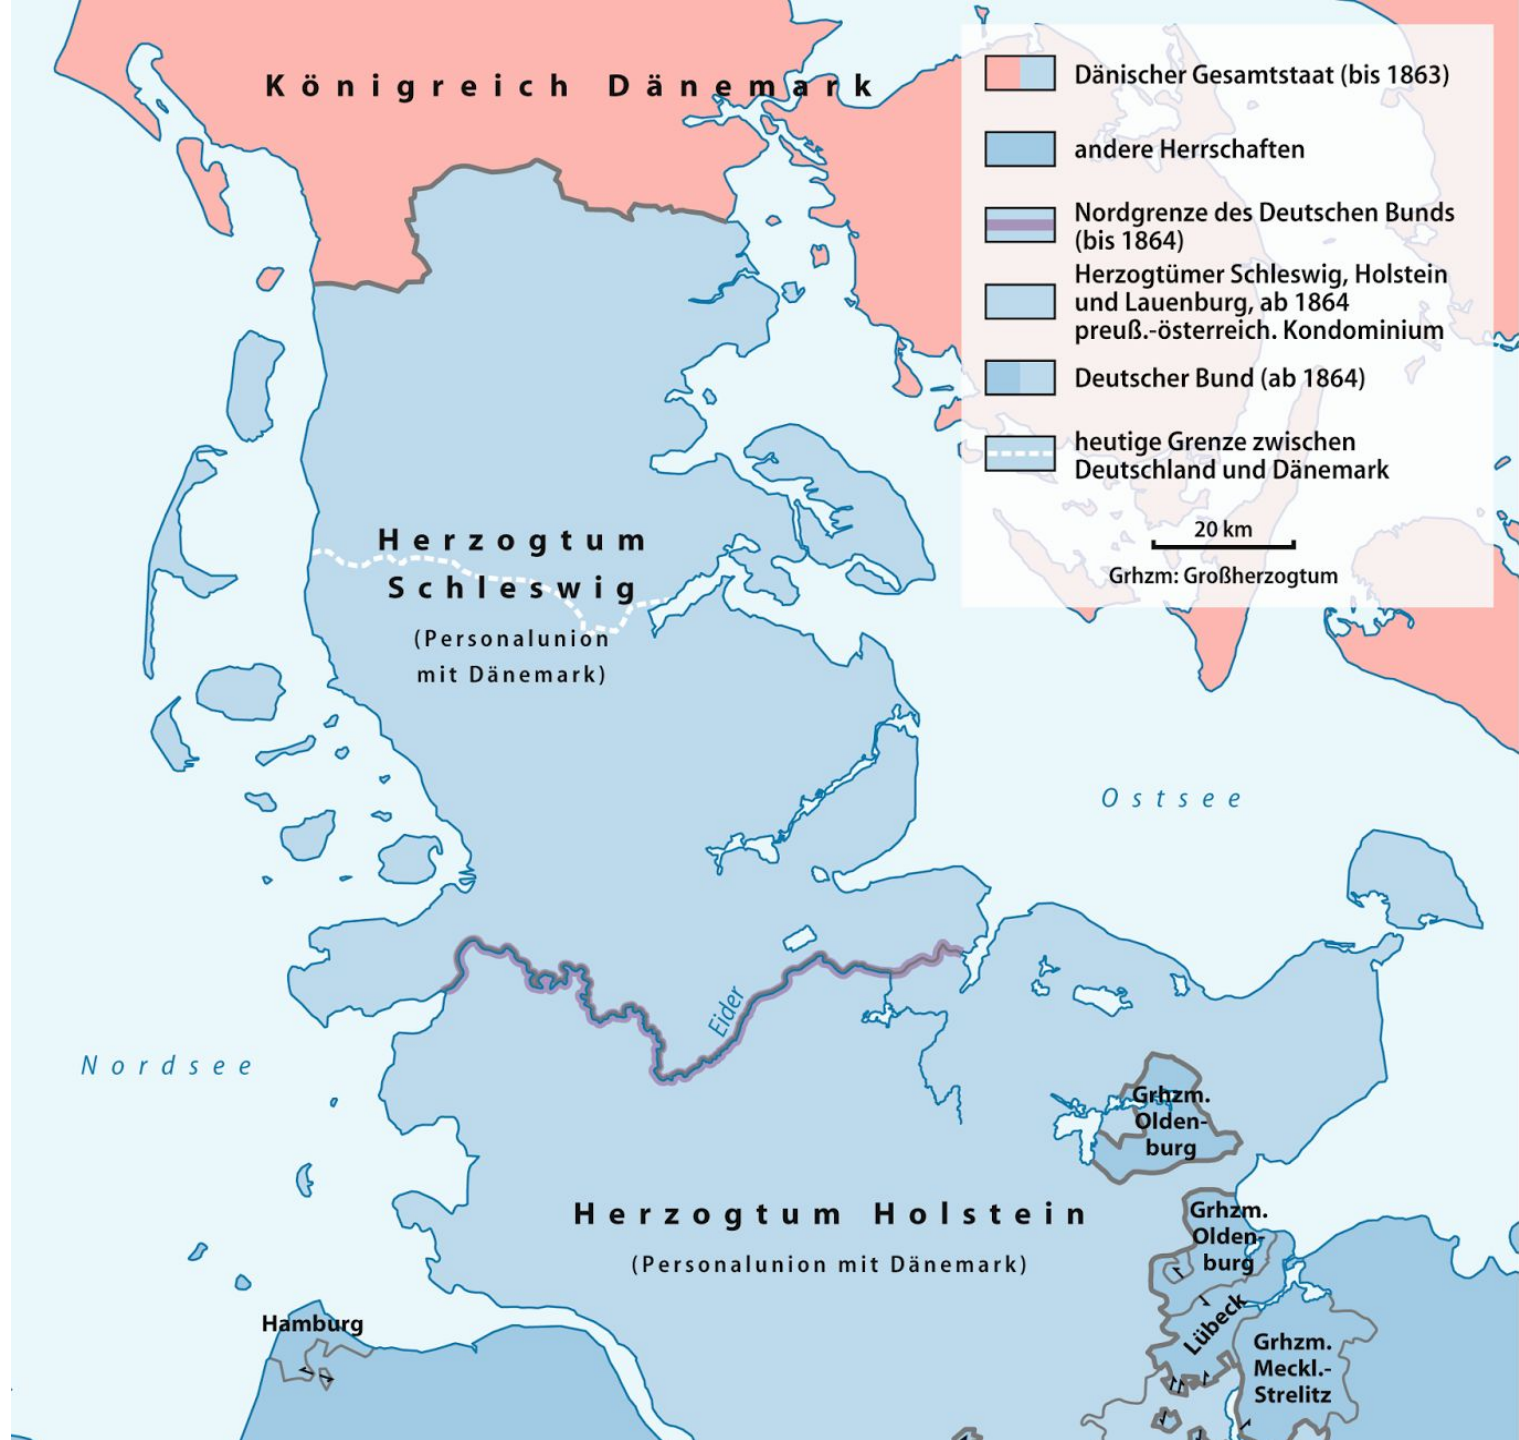 Königreich Dänemark
Dänischer Gesamtstaat (bis 1863)
andere Herrschaften
Nordgrenze des Deutschen Bunds
(bis 1864)
Herzogtümer Schleswig, Holstein
und Lauenburg, ab 1864
preuß.-österreich. Kondominium
Deutscher Bund (ab 1864)
heutige Grenze zwischen
Deutschland und Dänemark
20 km
Grhzm: Großherzogtum
Herzogtum
Schleswig
(Personalunion
mit Dänemark)
Ostsee
Eider
Nordsee
Grhzm.
Olden-
burg
Herzogtum Holstein
(Personalunion mit Dänemark)
Grhzm.
Olden-
burg
Lübeck
Hamburg
Grhzm.
Meckl.-
Strelitz